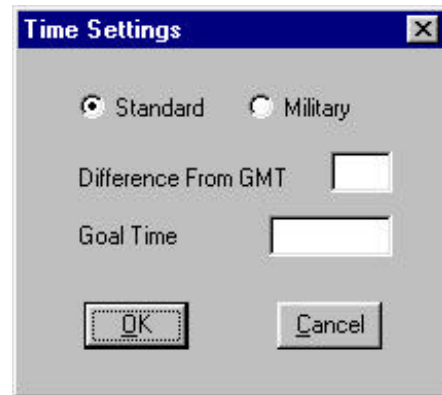 Time Settings
Standard Military
Difference From GMT
Goal Time
OK Cancel